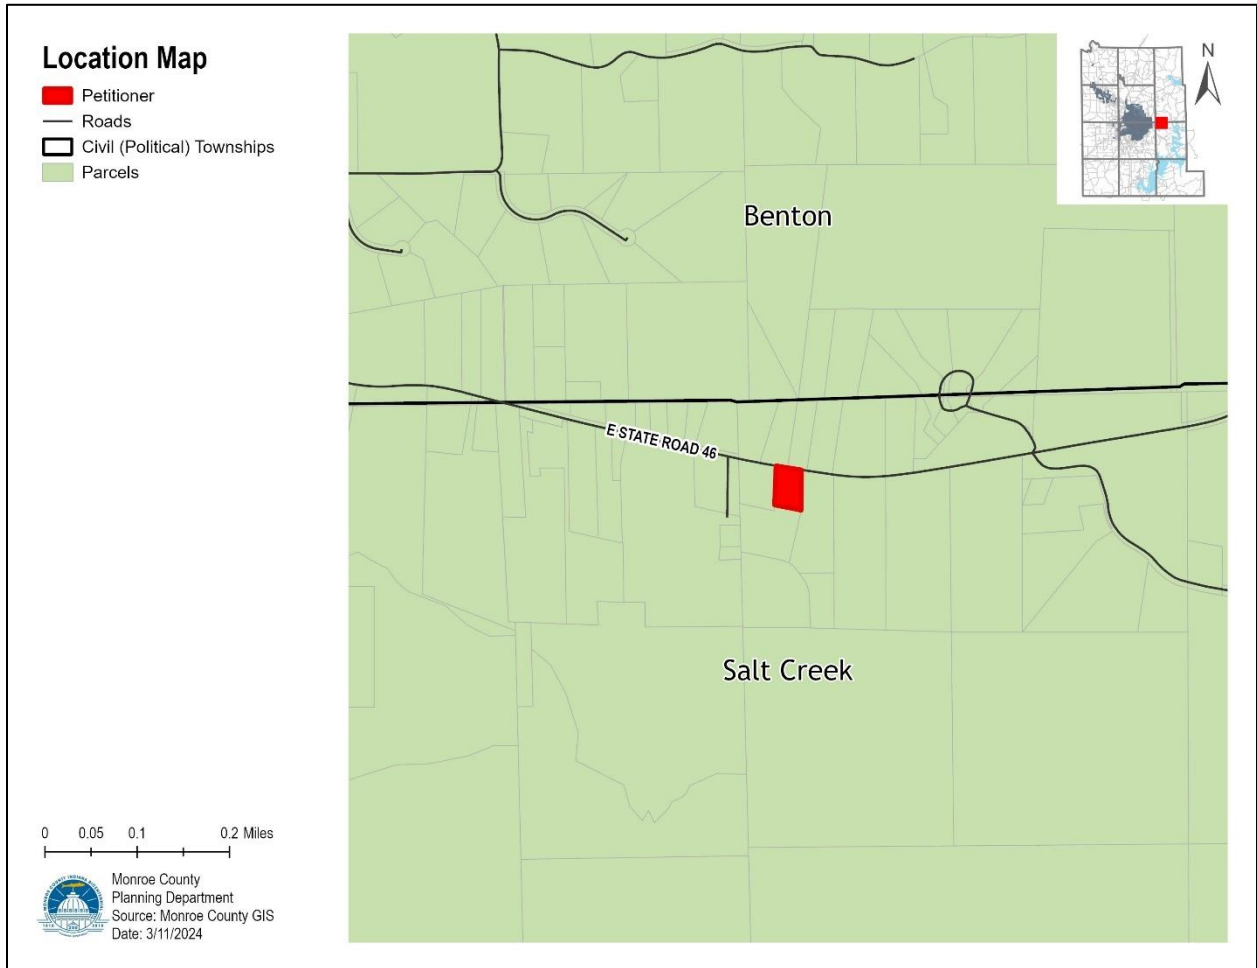 Location Map
Petitioner
Roads
Civil (Political) Townships
Parcels
N
Benton
E STATE ROAD 46
Salt Creek
0 0.05 0.1 0.2 Miles
Monroe County
Planning Department
Source: Monroe County GIS
Date: 3/11/2024